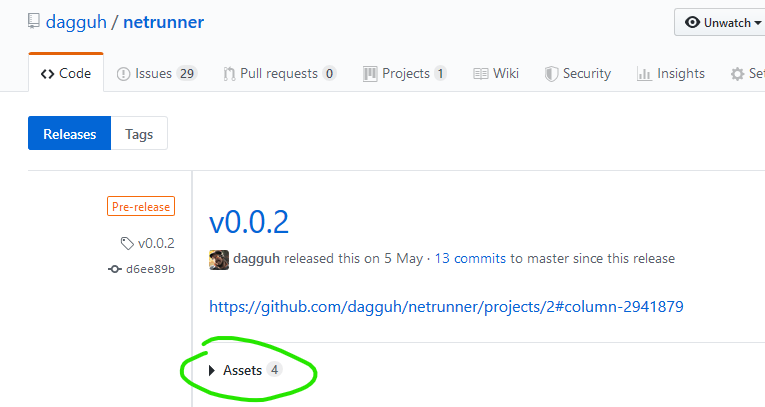 dagguh / netrunner
Unwatch
Code
Issues 29
Pull requests 0
Projects 1
Wiki
Security
Insights
Se
Releases
Tags
Pre-release
v0.0.2
d6ee89b
v0.0.2
dagguh released this on 5 May · 13 commits to master since this release
https://github.com/dagguh/netrunner/projects/2#column-2941879
Assets 4